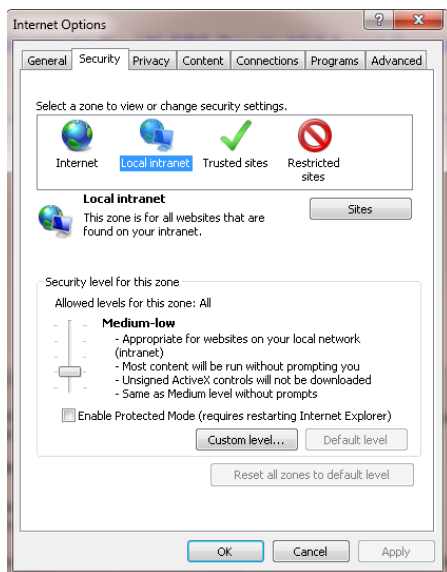 Internet Options
?
X
General Security Privacy Content Connections Programs Advanced
Select a zone to view or change security settings.
Internet Local intranet Trusted sites Restricted
sites
Local intranet
Sites
This zone is for all websites that are
found on your intranet.
Security level for this zone
Allowed levels for this zone: All
Medium-low
- Appropriate for websites on your local network
(intranet)
- Most content will be run without prompting you
- Unsigned ActiveX controls will not be downloaded
- Same as Medium level without prompts
Enable Protected Mode (requires restarting Internet Explorer)
Custom level... Default level
Reset all zones to default level
OK Cancel Apply